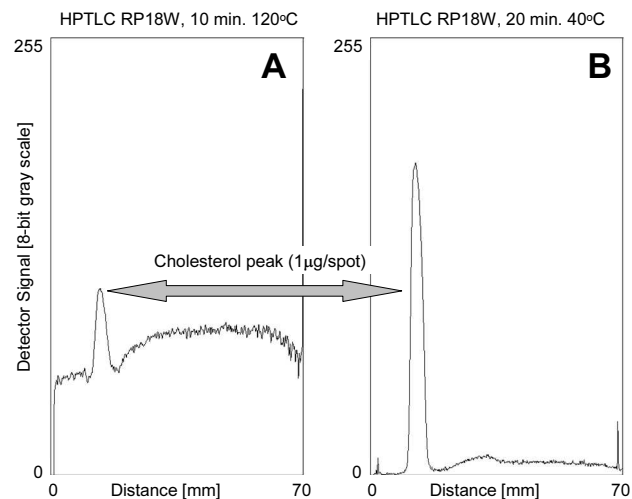 HPTLC RP18W, 10 min. 120ºC
HPTLC RP18W, 20 min. 40ºC
255
A
255
B
Detector Signal [8-bit gray scale]
Cholesterol peak (1µg/spot)
0
0
0
Distance [mm]
70
0
Distance [mm]
70